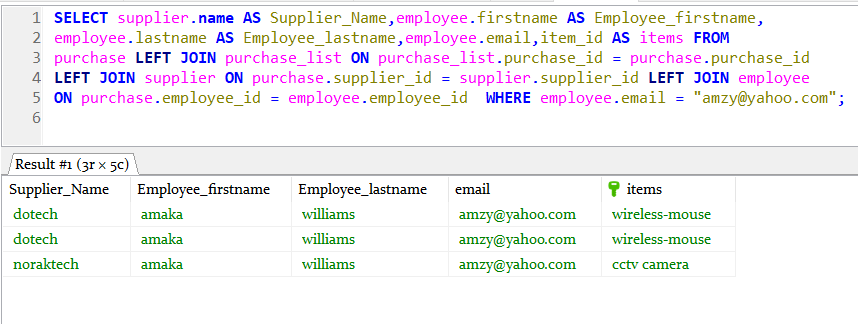 1 SELECT supplier.name AS Supplier_Name,employee.firstname AS Employee_firstname,
2 employee.lastname AS Employee_lastname,employee.email,item_id AS items FROM
3 purchase LEFT JOIN purchase_list ON purchase_list.purchase_id = purchase.purchase_id
4 LEFT JOIN supplier ON purchase.supplier_id = supplier.supplier_id LEFT JOIN employee
5 ON purchase.employee_id = employee.employee_id  WHERE employee.email = "amzy@yahoo.com";
6
Result #1 (3r × 5c)
Supplier_Name Employee_firstname Employee_lastname email items
dotech amaka williams amzy@yahoo.com wireless-mouse
dotech amaka williams amzy@yahoo.com wireless-mouse
noraktech amaka williams amzy@yahoo.com cctv camera